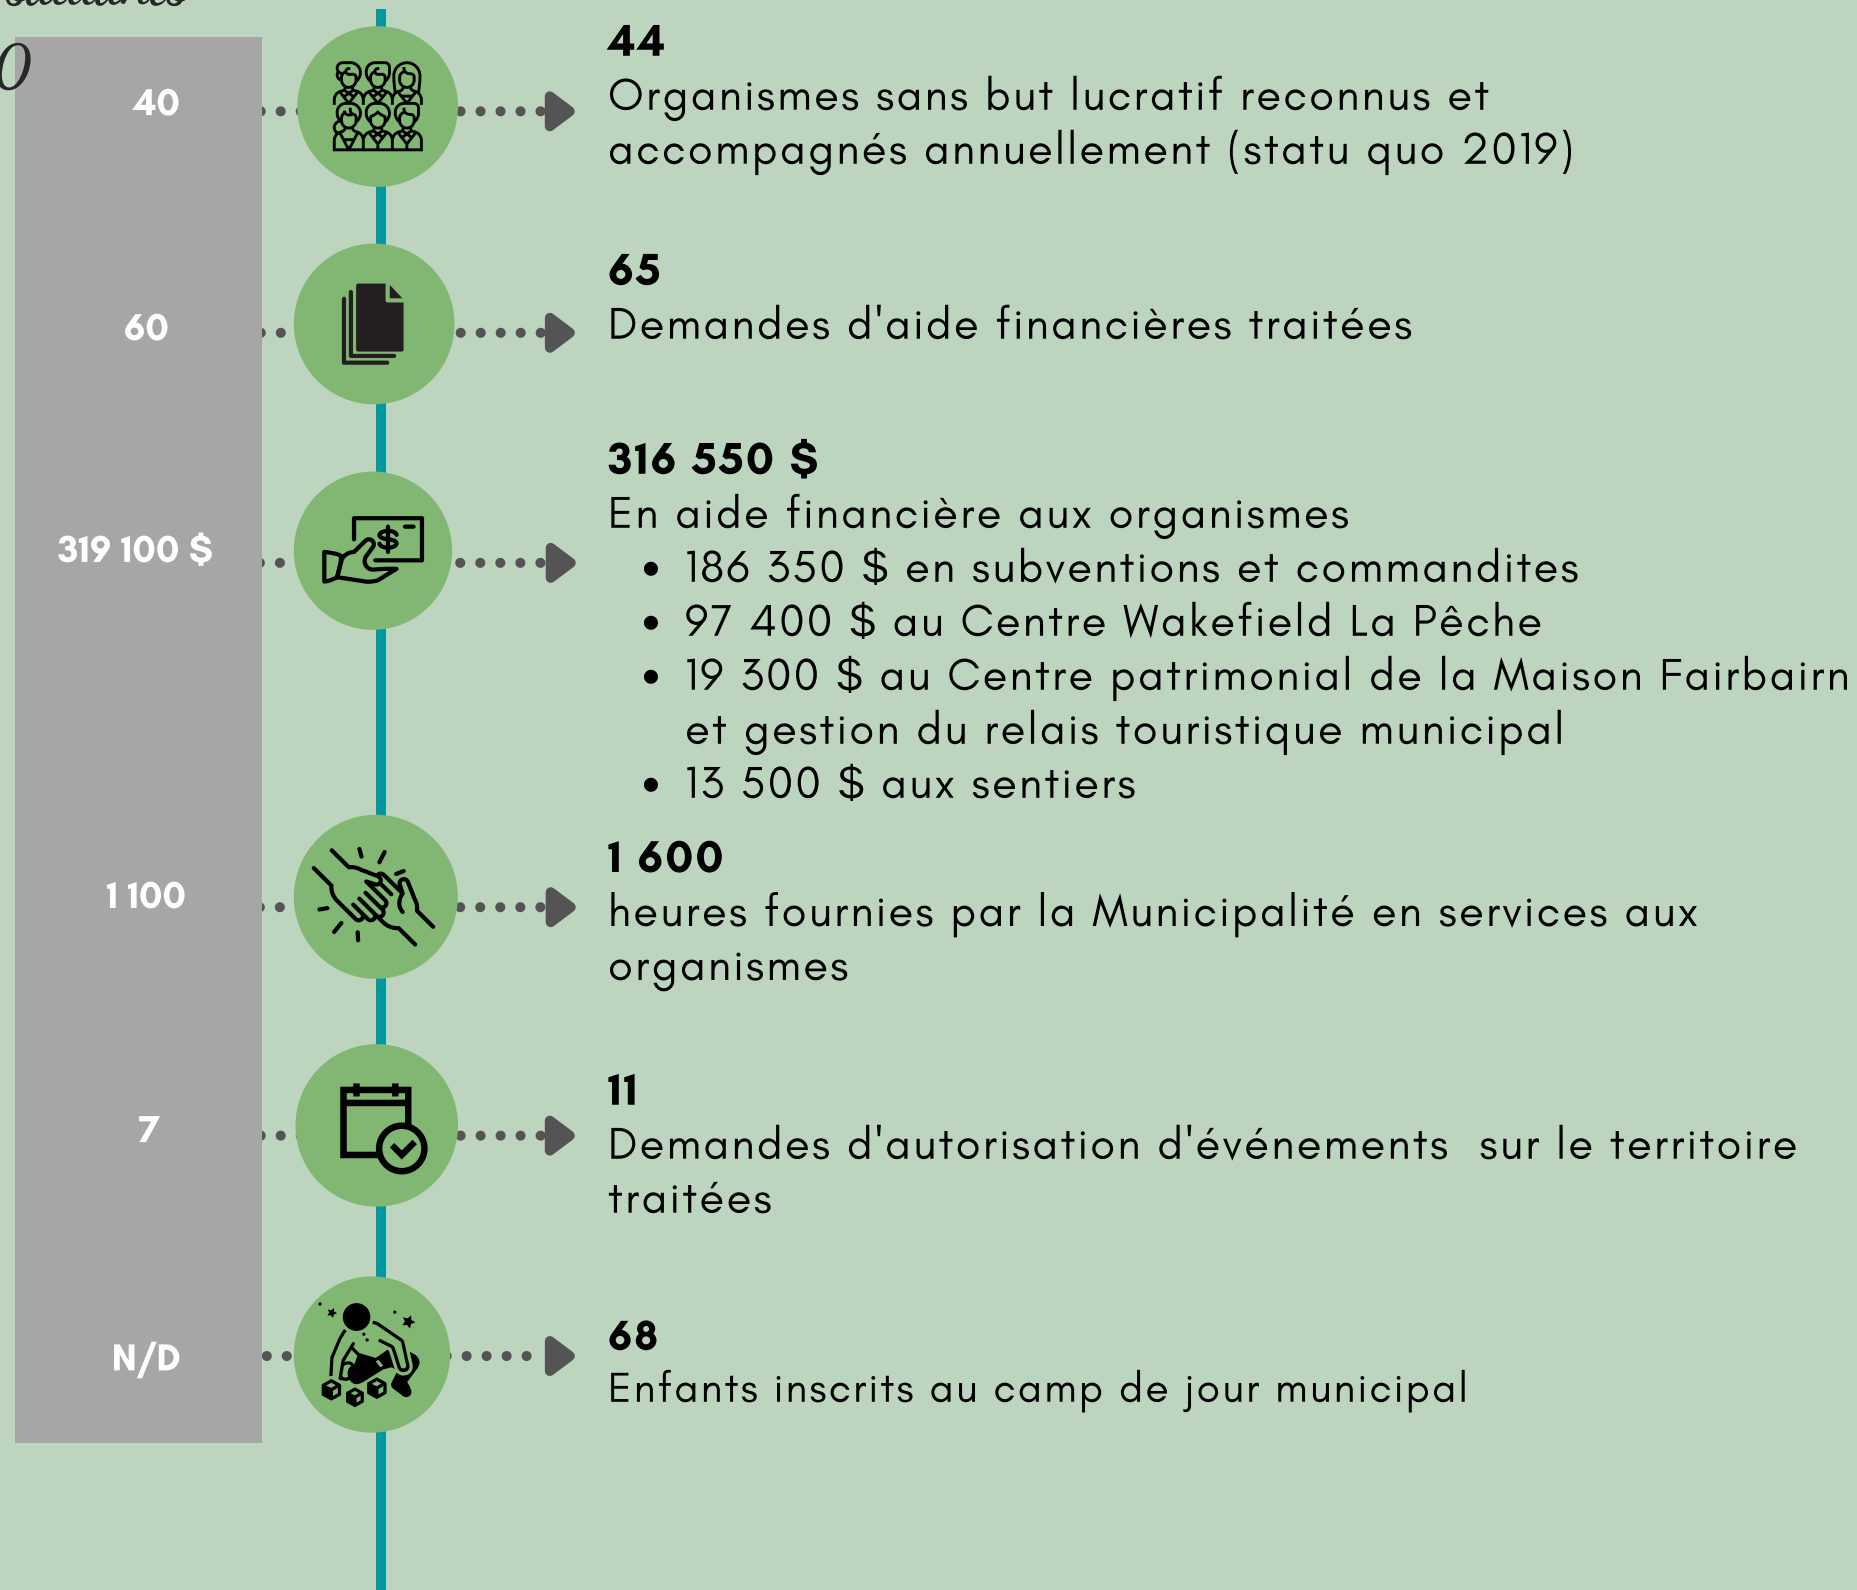 0
40
44
Organismes sans but lucratif reconnus et
accompagnés annuellement (statu quo 2019)
60
65
Demandes d'aide financières traitées
319 100 $
316 550 $
En aide financière aux organismes
• 186 350 $ en subventions et commandites
• 97 400 $ au Centre Wakefield La Pêche
• 19 300 $ au Centre patrimonial de la Maison Fairbairn
et gestion du relais touristique municipal
• 13 500 $ aux sentiers
1 100
1 600
heures fournies par la Municipalité en services aux
organismes
7
11
Demandes d'autorisation d'événements  sur le territoire
traitées
N/D
68
Enfants inscrits au camp de jour municipal